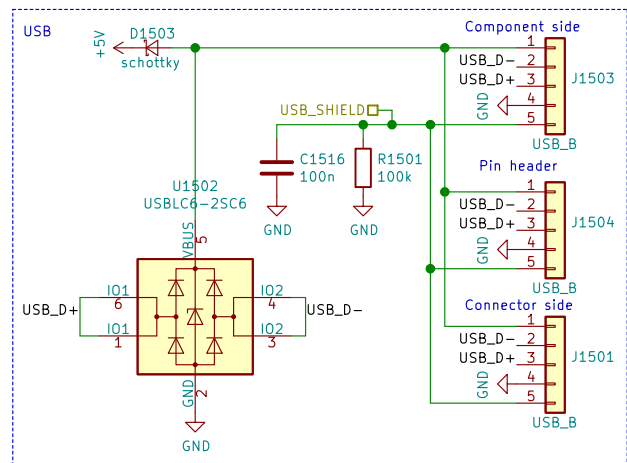 USB
Component side
D1503
+5V
schottky
1
USB_D-
2
USB_D+
3
J1503
GND
4
5
USB_B
USB_SHIELD
C1516
100n
R1501
100k
GND
GND
Pin header
1
USB_D-
2
USB_D+
3
J1504
GND
4
5
USB_B
U1502
USBLC6-2SC6
VBUS
5
IO1
6
IO2
4
USB_D+
USB_D-
IO1
1
IO2
3
GND
2
GND
Connector side
1
USB_D-
2
USB_D+
3
J1501
GND
4
5
USB_B